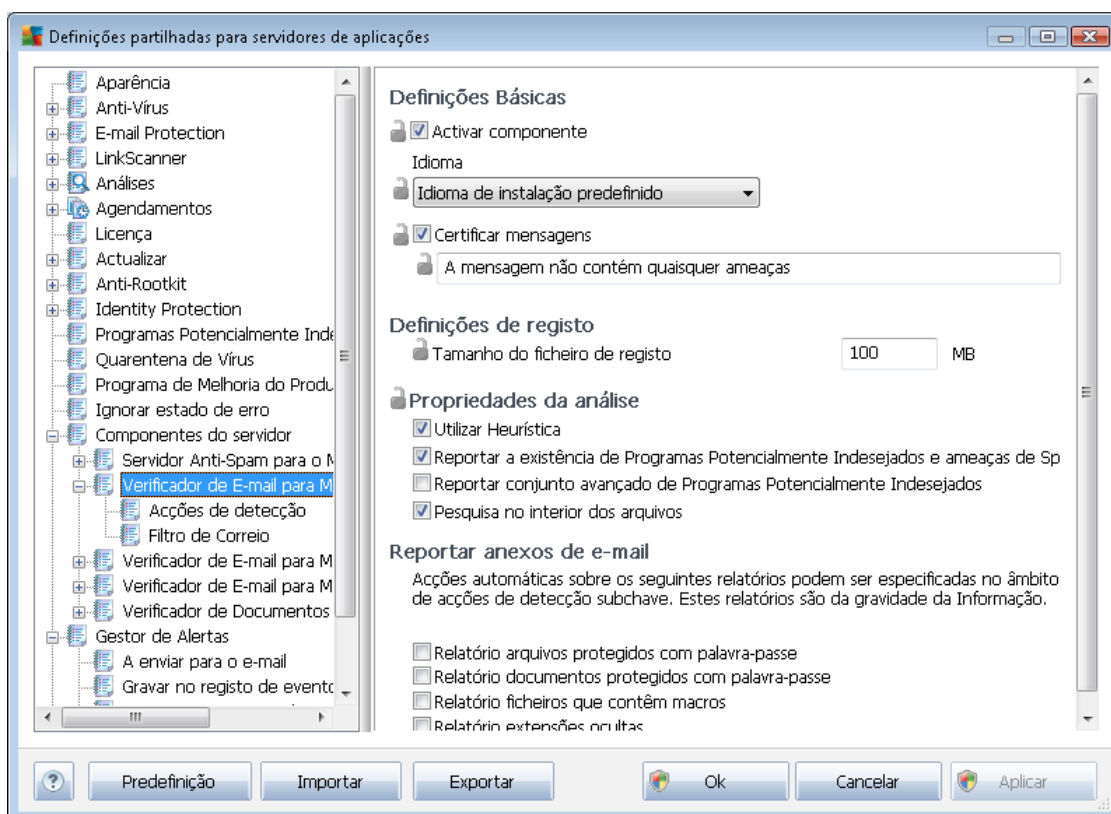 Definições partilhadas para servidores de aplicações
Aparência
Anti-Vírus
E-mail Protection
LinkScanner
Análises
Agendamentos
Licença
Actualizar
Anti-Rootkit
Identity Protection
Programas Potencialmente Inde
Quarentena de Vírus
Programa de Melhoria do Produ
Ignorar estado de erro
Componentes do servidor
Servidor Anti-Spam para o M
Verificador de E-mail para M
Acções de detecção
Filtro de Correio
Verificador de E-mail para M
Verificador de E-mail para M
Verificador de Documentos
Gestor de Alertas
A enviar para o e-mail
Gravar no registo de evento
Definições Básicas
Activar componente
Idioma
Idioma de instalação predefinido
Certificar mensagens
A mensagem não contém quaisquer ameaças
Definições de registo
Tamanho do ficheiro de registo 100 MB
Propriedades da análise
Utilizar Heurística
Reportar a existência de Programas Potencialmente Indesejados e ameaças de Sp
Reportar conjunto avançado de Programas Potencialmente Indesejados
Pesquisa no interior dos arquivos
Reportar anexos de e-mail
Acções automáticas sobre os seguintes relatórios podem ser especificadas no âmbito
de acções de detecção subchave. Estes relatórios são da gravidade da Informação.
Relatório arquivos protegidos com palavra-passe
Relatório documentos protegidos com palavra-passe
Relatório ficheiros que contêm macros
Relatório extensões ocultas
? Predefinição Importar Exportar Ok Cancelar Aplicar